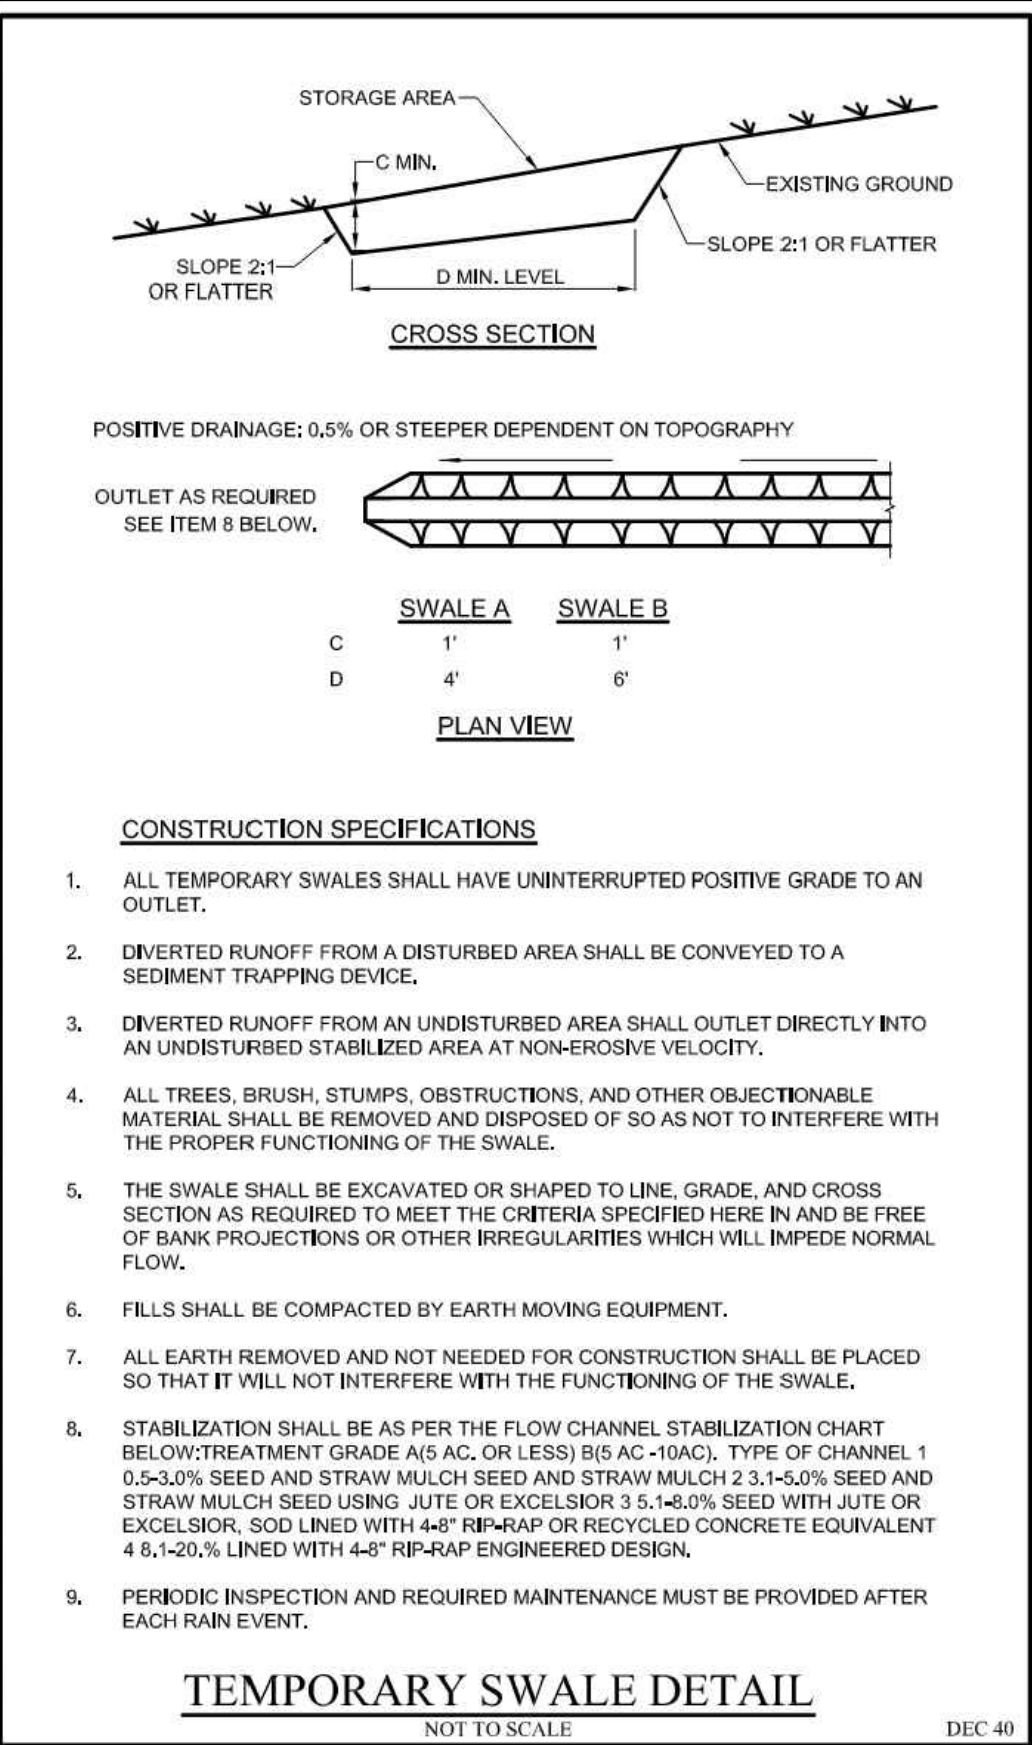 STORAGE AREA
C MIN.
EXISTING GROUND
SLOPE 2:1 OR FLATTER
SLOPE 2:1
OR FLATTER
D MIN. LEVEL
CROSS SECTION
POSITIVE DRAINAGE: 0.5% OR STEEPER DEPENDENT ON TOPOGRAPHY
OUTLET AS REQUIRED
SEE ITEM 8 BELOW.
SWALE A SWALE B
C 1' 1'
D 4' 6'
PLAN VIEW
CONSTRUCTION SPECIFICATIONS
1. ALL TEMPORARY SWALES SHALL HAVE UNINTERRUPTED POSITIVE GRADE TO AN
OUTLET.
2. DIVERTED RUNOFF FROM A DISTURBED AREA SHALL BE CONVEYED TO A
SEDIMENT TRAPPING DEVICE.
3. DIVERTED RUNOFF FROM AN UNDISTURBED AREA SHALL OUTLET DIRECTLY INTO
AN UNDISTURBED STABILIZED AREA AT NON-EROSIVE VELOCITY.
4. ALL TREES, BRUSH, STUMPS, OBSTRUCTIONS, AND OTHER OBJECTIONABLE
MATERIAL SHALL BE REMOVED AND DISPOSED OF SO AS NOT TO INTERFERE WITH
THE PROPER FUNCTIONING OF THE SWALE.
5. THE SWALE SHALL BE EXCAVATED OR SHAPED TO LINE, GRADE, AND CROSS
SECTION AS REQUIRED TO MEET THE CRITERIA SPECIFIED HERE IN AND BE FREE
OF BANK PROJECTIONS OR OTHER IRREGULARITIES WHICH WILL IMPEDE NORMAL
FLOW.
6. FILLS SHALL BE COMPACTED BY EARTH MOVING EQUIPMENT.
7. ALL EARTH REMOVED AND NOT NEEDED FOR CONSTRUCTION SHALL BE PLACED
SO THAT IT WILL NOT INTERFERE WITH THE FUNCTIONING OF THE SWALE.
8. STABILIZATION SHALL BE AS PER THE FLOW CHANNEL STABILIZATION CHART
BELOW:TREATMENT GRADE A(5 AC. OR LESS) B(5 AC -10AC). TYPE OF CHANNEL 1
0.5-3.0% SEED AND STRAW MULCH SEED AND STRAW MULCH 2 3.1-5.0% SEED AND
STRAW MULCH SEED USING JUTE OR EXCELSIOR 3 5.1-8.0% SEED WITH JUTE OR
EXCELSIOR, SOD LINED WITH 4-8" RIP-RAP OR RECYCLED CONCRETE EQUIVALENT
4 8.1-20.% LINED WITH 4-8" RIP-RAP ENGINEERED DESIGN.
9. PERIODIC INSPECTION AND REQUIRED MAINTENANCE MUST BE PROVIDED AFTER
EACH RAIN EVENT.
TEMPORARY SWALE DETAIL
NOT TO SCALE
DEC 40